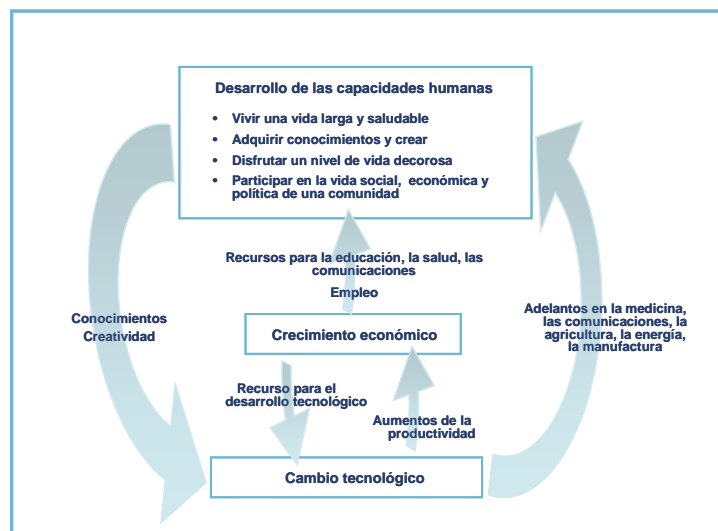 Desarrollo de las capacidades humanas
• Vivir una vida larga y saludable
• Adquirir conocimientos y crear
• Disfrutar un nivel de vida decorosa
• Participar en la vida social, económica y
política de una comunidad
Recursos para la educación, la salud, las
comunicaciones
Empleo
Conocimientos
Creatividad
Crecimiento económico
Adelantos en la medicina,
las comunicaciones, la
agricultura, la energía,
la manufactura
Recurso para el
desarrollo tecnológico
Aumentos de la
productividad
Cambio tecnológico